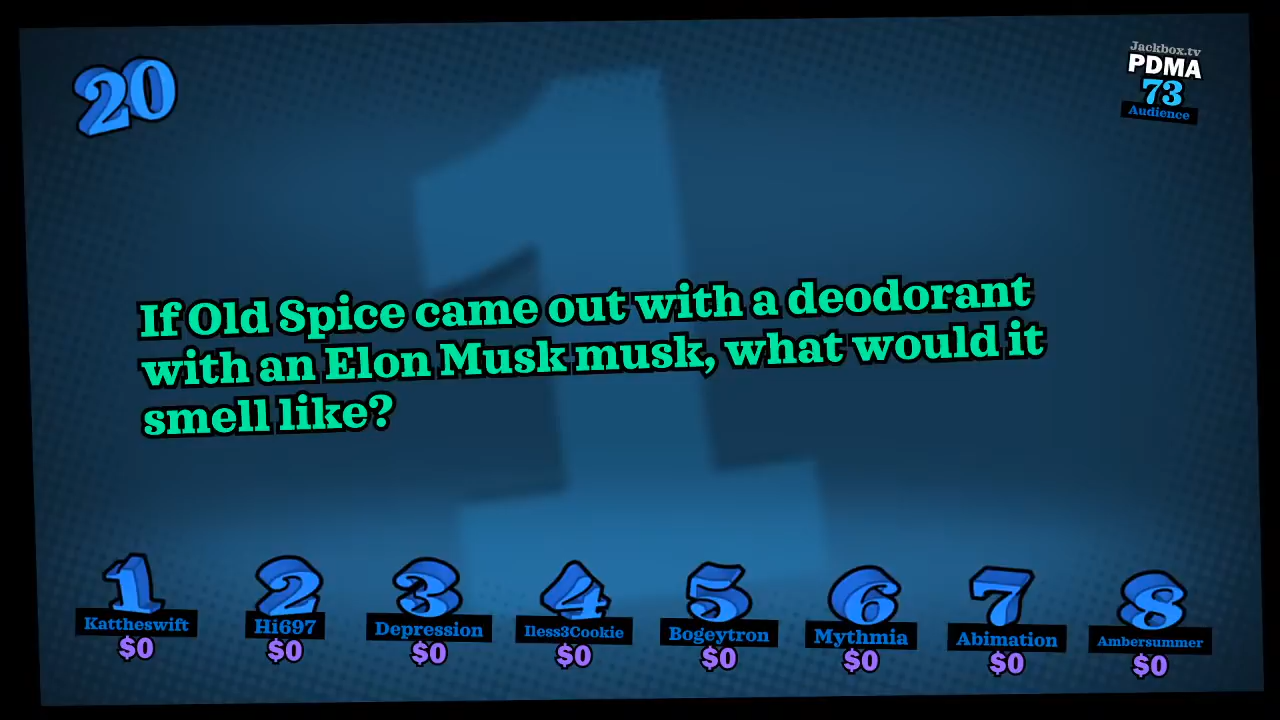 20
Jackbox.tv
PDMA
73
Audience
If Old Spice came out with a deodorant
with an Elon Musk musk, what would it
smell like?
1 2 3 4 5 6 7 8
Kattheswift Hi697 Depression Iless3Cookie Bogeytron Mythmia Abimation Ambersummer
$0 $0 $0 $0 $0 $0 $0 $0
1